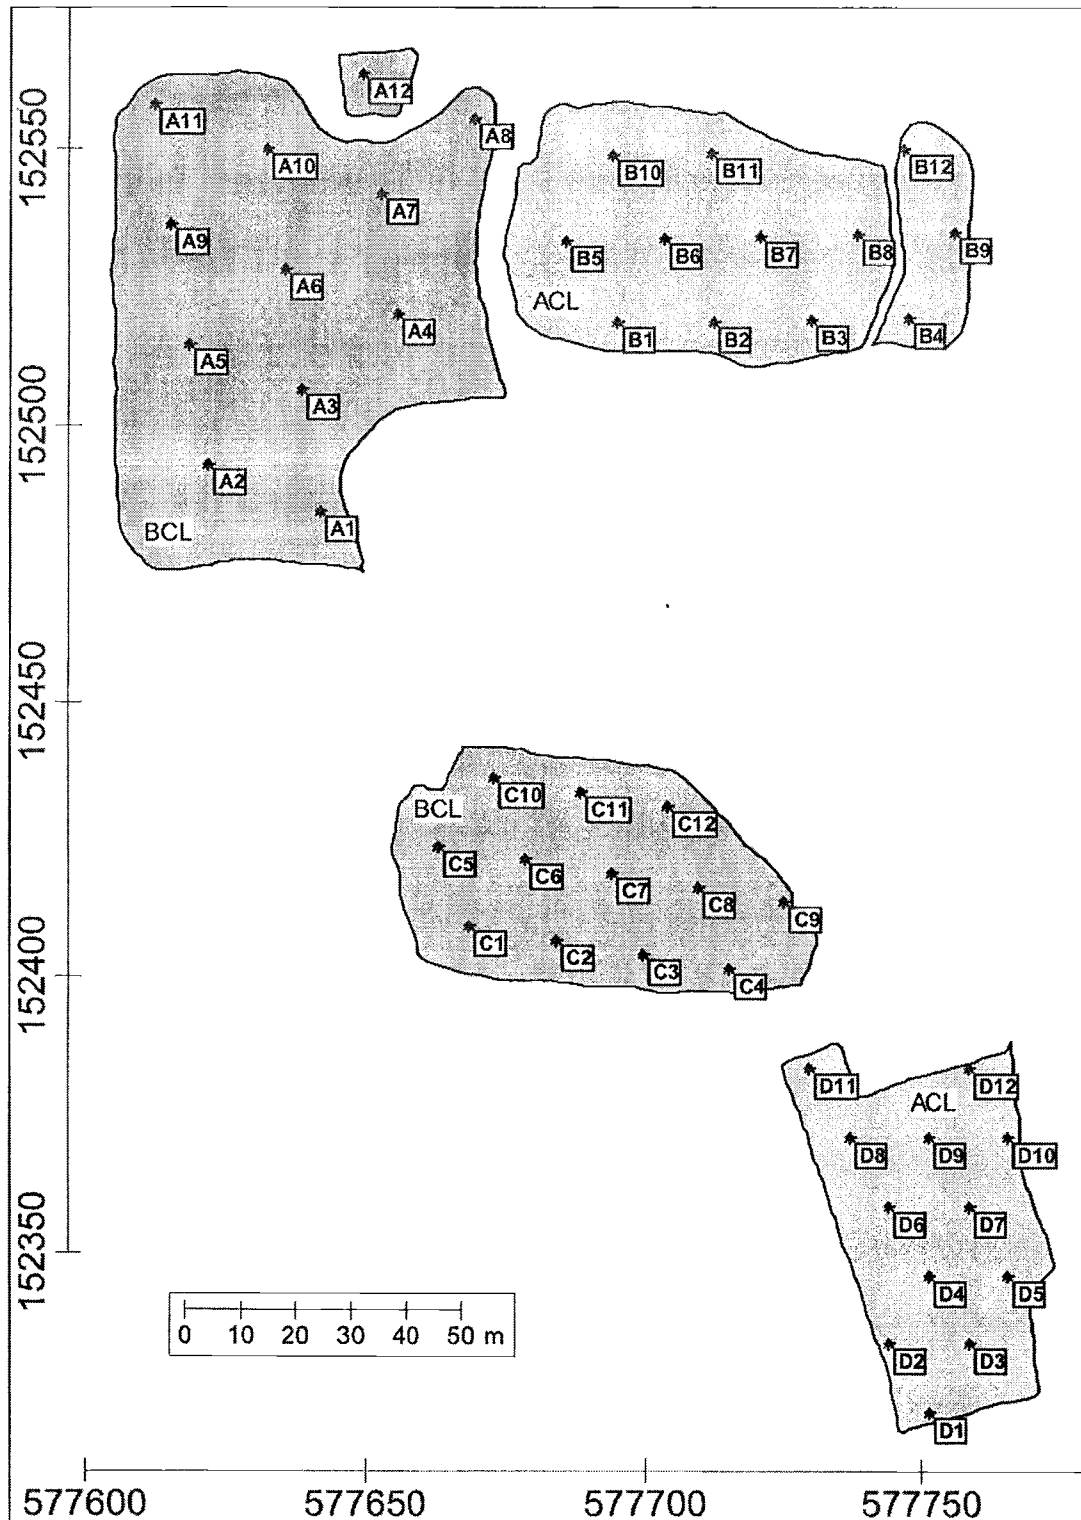 152550
152500
152450
152400
152350
A12
A11
A8
A10
A7
A9
A6
A4
A5
A3
A2
A1
BCL
B10
B11
B12
B5
B6
B7
B8
B9
ACL
B1
B2
B3
B4
BCL
C10
C11
C12
C5
C6
C7
C8
C9
C1
C2
C3
C4
D11
D12
ACL
D8
D9
D10
D6
D7
D4
D5
D2
D3
D1
0 10 20 30 40 50 m
577600 577650 577700 577750